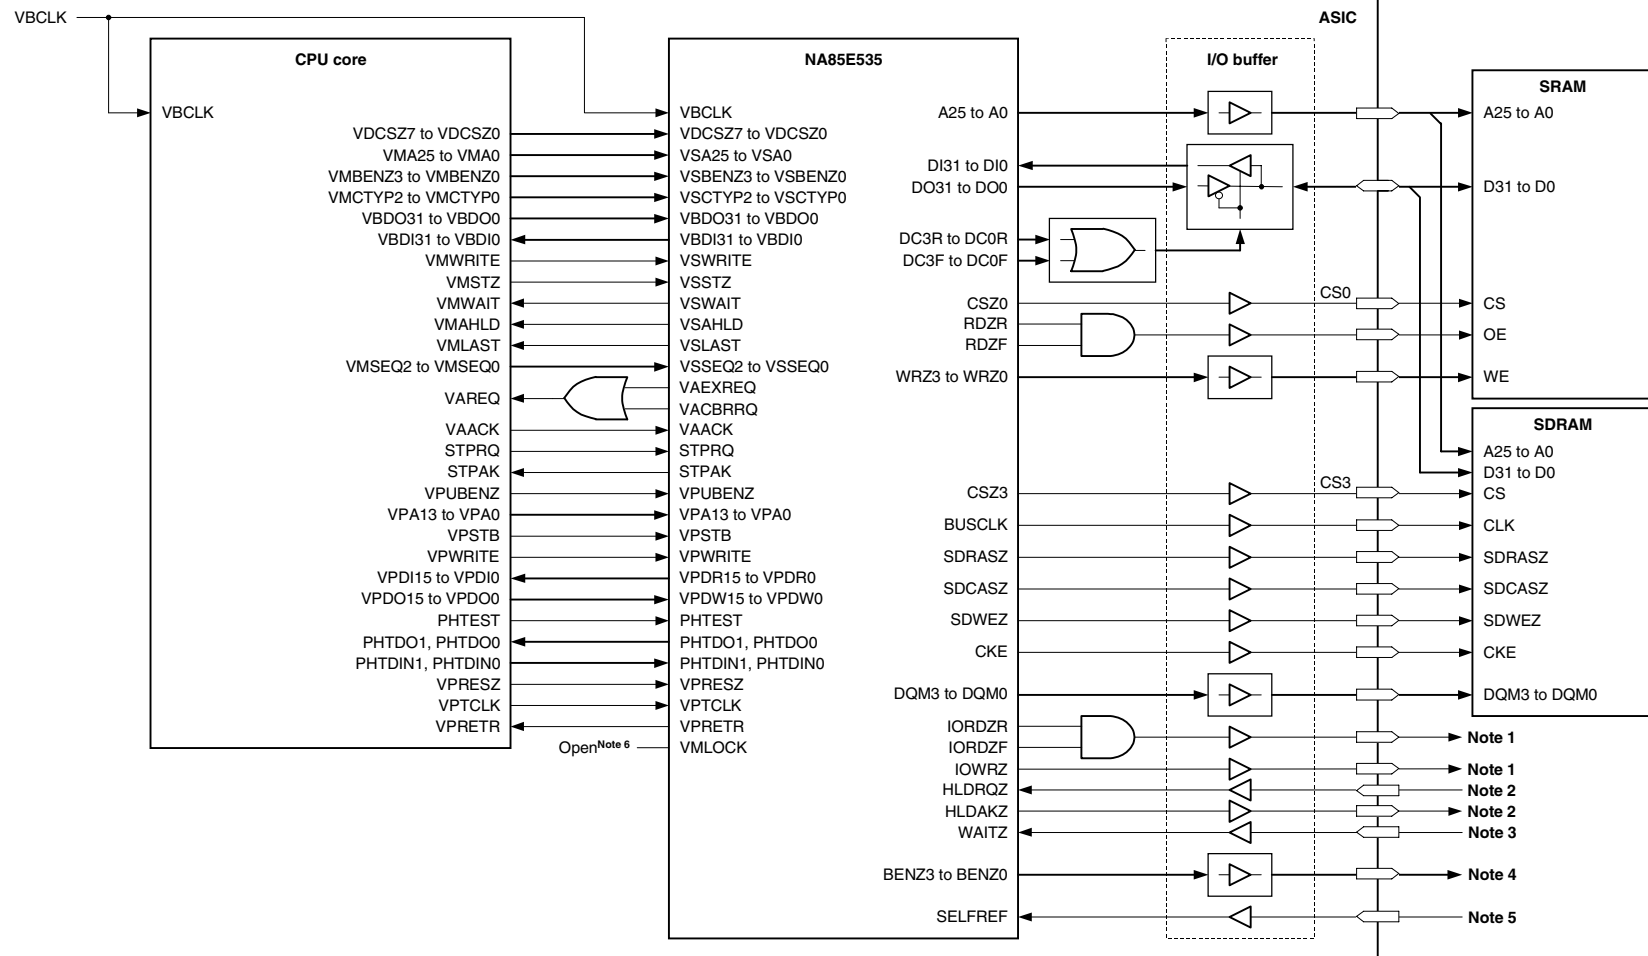 VBCLK
ASIC
CPU core
NA85E535
I/O buffer
SRAM
VBCLK
VDCSZ7 to VDCSZ0
VMA25 to VMA0
VMBENZ3 to VMBENZ0
VMCTYP2 to VMCTYP0
VBDO31 to VBDO0
VBDI31 to VBDI0
VMWRITE
VMSTZ
VMWAIT
VMAHLD
VMLAST
VMSEQ2 to VMSEQ0
VAREQ
VAACK
STPRQ
STPAK
VPUBENZ
VPA13 to VPA0
VPSTB
VPWRITE
VPDI15 to VPDI0
VPDO15 to VPDO0
PHTEST
PHTDO1, PHTDO0
PHTDIN1, PHTDIN0
VPRESZ
VPTCLK
VPRETR
Open Note 6
VBCLK
VDCSZ7 to VDCSZ0
VSA25 to VSA0
VSBENZ3 to VSBENZ0
VSCTYP2 to VSCTYP0
VBDO31 to VBDO0
VBDI31 to VBDI0
VSWRITE
VSSTZ
VSWAIT
VSAHLD
VSLAST
VSSEQ2 to VSSEQ0
VAEXREQ
VACBRRQ
VAACK
STPRQ
STPAK
VPUBENZ
VPA13 to VPA0
VPSTB
VPWRITE
VPDR15 to VPDR0
VPDW15 to VPDW0
PHTEST
PHTDO1, PHTDO0
PHTDIN1, PHTDIN0
VPRESZ
VPTCLK
VPRETR
VMLOCK
A25 to A0
DI31 to DI0
DO31 to DO0
DC3R to DC0R
DC3F to DC0F
CSZ0
RDZR
RDZF
WRZ3 to WRZ0
CSZ3
BUSCLK
SDRASZ
SDCASZ
SDWEZ
CKE
DQM3 to DQM0
IORDZR
IORDZF
IOWRZ
HLDRQZ
HLDAKZ
WAITZ
BENZ3 to BENZ0
SELFREF
CS0
CS3
A25 to A0
D31 to D0
CS
OE
WE
SDRAM
A25 to A0
D31 to D0
CS
CLK
SDRASZ
SDCASZ
SDWEZ
CKE
DQM3 to DQM0
Note 1
Note 1
Note 2
Note 2
Note 3
Note 4
Note 5